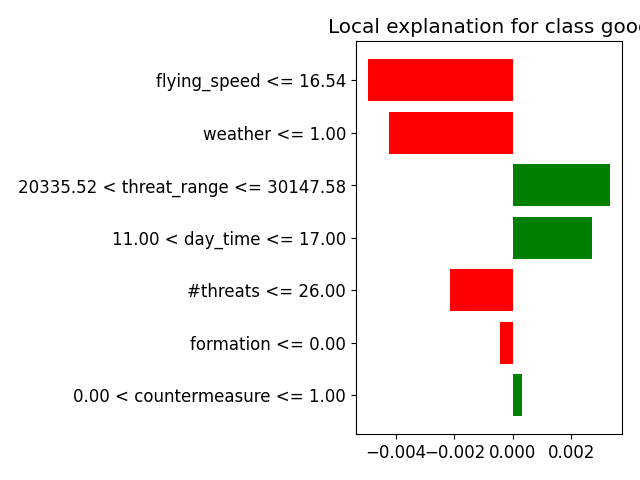 Local explanation for class good
flying_speed <= 16.54
weather <= 1.00
20335.52 < threat_range <= 30147.58
11.00 < day_time <= 17.00
#threats <= 26.00
formation <= 0.00
0.00 < countermeasure <= 1.00
−0.004 −0.002 0.000 0.002